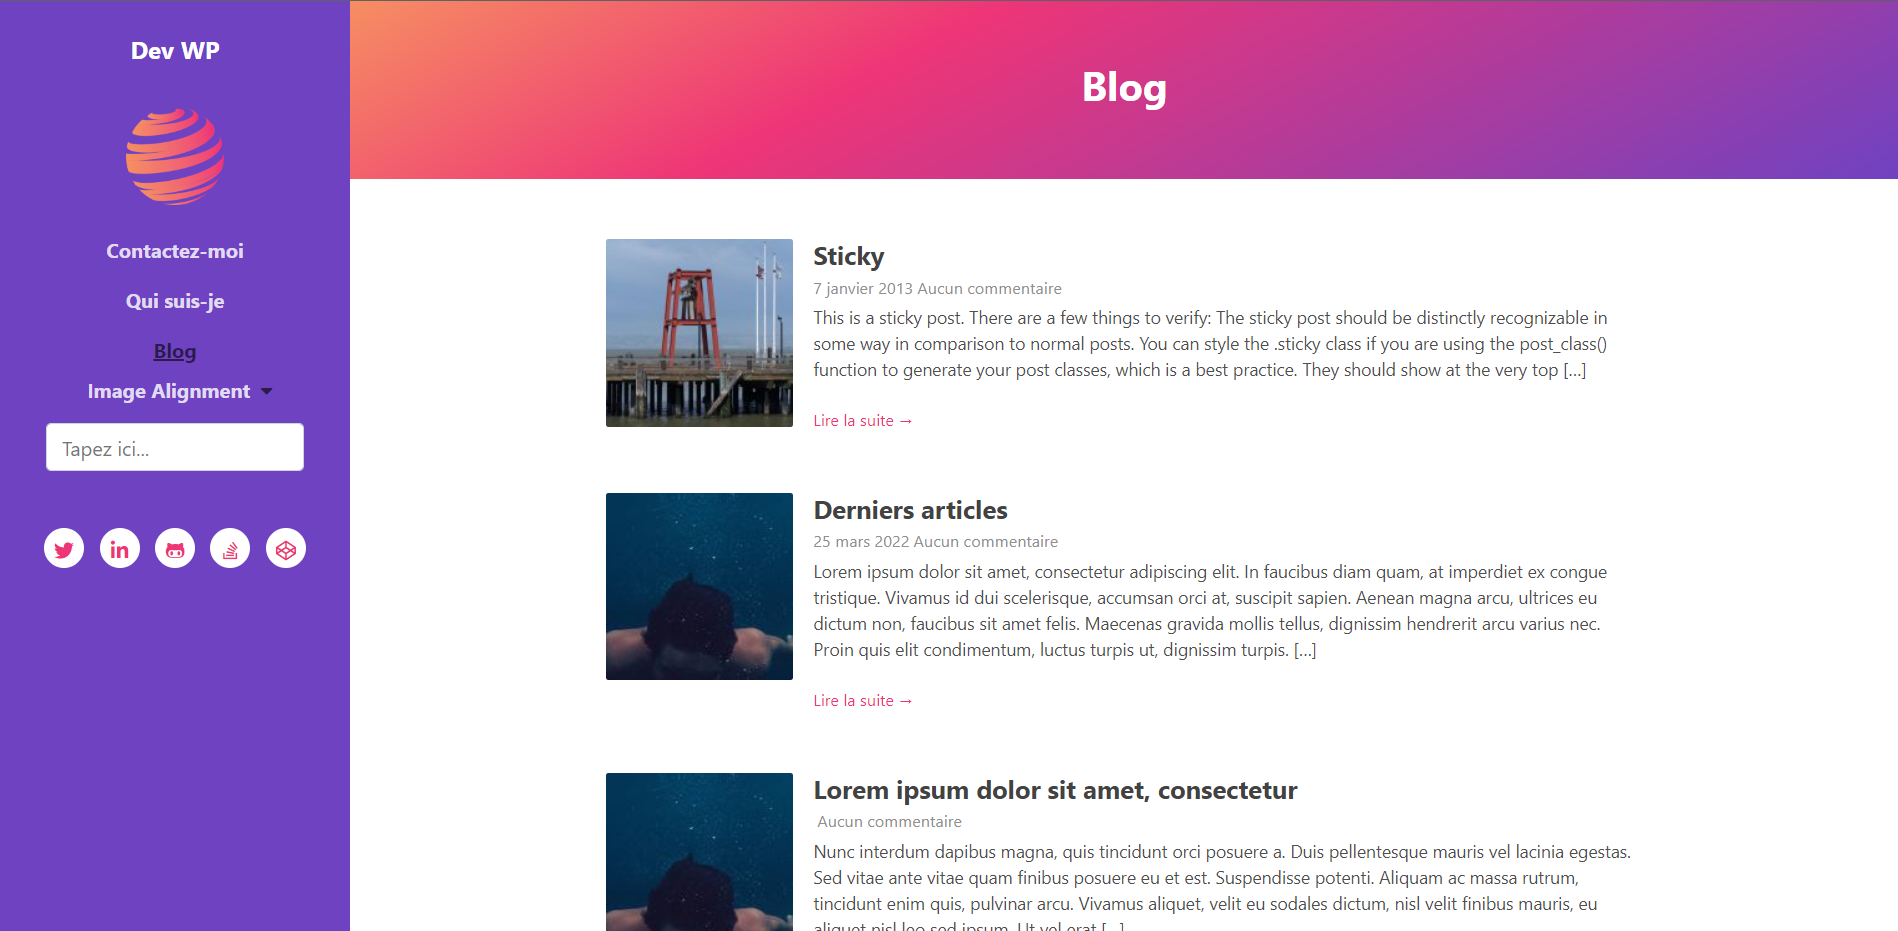 Dev WP
Contactez-moi
Qui suis-je
Blog
Image Alignment
Tapez ici...
Blog
Sticky
7 janvier 2013 Aucun commentaire
This is a sticky post. There are a few things to verify: The sticky post should be distinctly recognizable in
some way in comparison to normal posts. You can style the .sticky class if you are using the post_class()
function to generate your post classes, which is a best practice. They should show at the very top [...]
Lire la suite →
Derniers articles
25 mars 2022 Aucun commentaire
Lorem ipsum dolor sit amet, consectetur adipiscing elit. In faucibus diam quam, at imperdiet ex congue
tristique. Vivamus id dui scelerisque, accumsan orci at, suscipit sapien. Aenean magna arcu, ultrices eu
dictum non, faucibus sit amet felis. Maecenas gravida mollis tellus, dignissim hendrerit arcu varius nec.
Proin quis elit condimentum, luctus turpis ut, dignissim turpis. [...]
Lire la suite →
Lorem ipsum dolor sit amet, consectetur
Aucun commentaire
Nunc interdum dapibus magna, quis tincidunt orci posuere a. Duis pellentesque mauris vel lacinia egestas.
Sed vitae ante vitae quam finibus posuere eu et est. Suspendisse potenti. Aliquam ac massa rutrum,
tincidunt enim quis, pulvinar arcu. Vivamus aliquet, velit eu sodales dictum, nisl velit finibus mauris, eu
aliquet nisl leo sed ipsum. Ut vel erat [...]